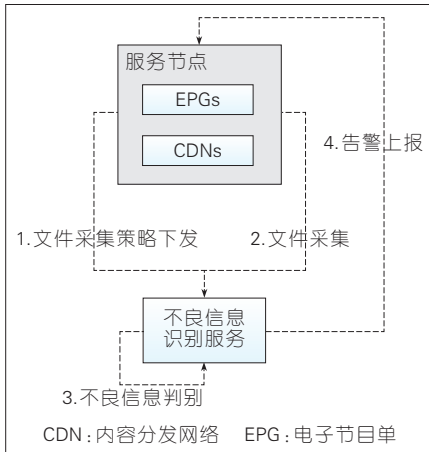 服务节点
EPGs
CDNs
4.告警上报
1.文件采集策略下发
2.文件采集
不良信息
识别服务
3.不良信息判别
CDN：内容分发网络 EPG：电子节目单